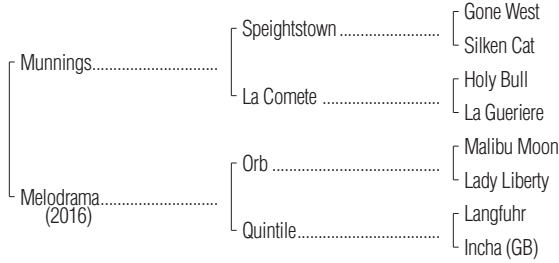 Gone West
Speightstown
Silken Cat
Munnings
Holy Bull
La Comete
La Gueriere
Malibu Moon
Orb
Lady Liberty
Melodrama
(2016)
Langfuhr
Quintile
Incha (GB)